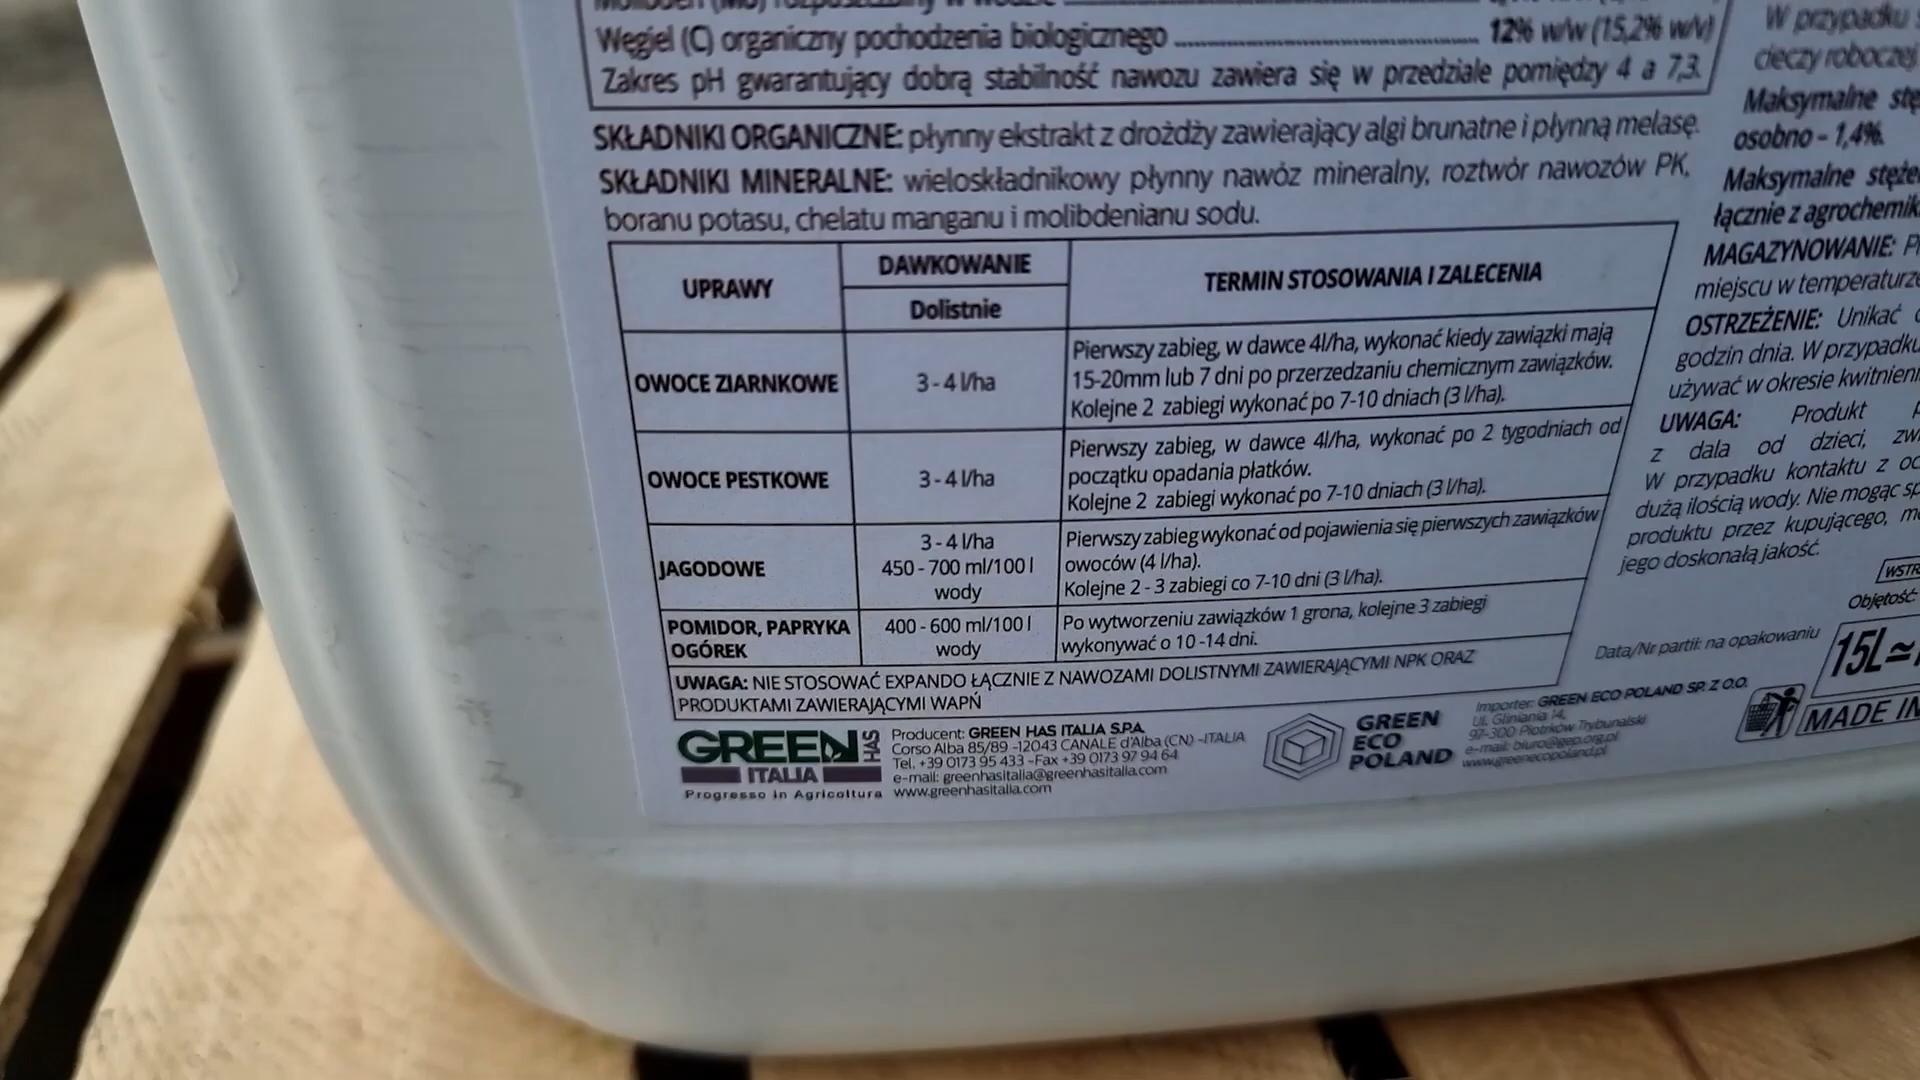 Węgiel (C) organiczny pochodzenia biologicznego ........ 12% w/w (15,2% w/v)
Zakres pH gwarantujący dobrą stabilność nawozu zawiera się w przedziale pomiędzy 4 a 7,3.
SKŁADNIKI ORGANICZNE: płynny ekstrakt z drożdży zawierający algi brunatne i płynną melasę.
SKŁADNIKI MINERALNE: wieloskładnikowy płynny nawóz mineralny, roztwór nawozów PK,
boranu potasu, chelatu manganu i molibdenianu sodu.
UPRAWY
DAWKOWANIE
Dolistnie
TERMIN STOSOWANIA I ZALECENIA
OWOCE ZIARNKOWE
3 - 4 l/ha
Pierwszy zabieg, w dawce 4l/ha, wykonać kiedy zawiązki mają
15-20mm lub 7 dni po przerzedzaniu chemicznym zawiązków.
Kolejne 2 zabiegi wykonać po 7-10 dniach (3 l/ha).
OWOCE PESTKOWE
3 - 4 l/ha
Pierwszy zabieg, w dawce 4l/ha, wykonać po 2 tygodniach od
początku opadania płatków.
Kolejne 2 zabiegi wykonać po 7-10 dniach (3 l/ha).
JAGODOWE
3 - 4 l/ha
450 - 700 ml/100 l
wody
Pierwszy zabieg wykonać od pojawienia się pierwszych zawiązków
owoców (4 l/ha).
Kolejne 2 - 3 zabiegi co 7-10 dni (3 l/ha).
POMIDOR, PAPRYKA
OGÓREK
400 - 600 ml/100 l
wody
Po wytworzeniu zawiązków 1 grona, kolejne 3 zabiegi
wykonywać o 10 -14 dni.
UWAGA: NIE STOSOWAĆ EXPANDO ŁĄCZNIE Z NAWOZAMI DOLISTNYMI ZAWIERAJĄCYMI NPK ORAZ
PRODUKTAMI ZAWIERAJĄCYMI WAPŃ
GREEN HAS
ITALIA
Progresso in Agricoltura
Producent: GREEN HAS ITALIA S.P.A.
Corso Alba 85/89 -12043 CANALE d'Alba (CN) -ITALIA
Tel. +39 0173 95 433 -Fax +39 0173 97 94 64
e-mail: greenhasitalia@greenhasitalia.com
www.greenhasitalia.com
GREEN
ECO
POLAND
Importer: GREEN ECO POLAND SP. Z O.O.
Ul. Gliniana 14,
97-300 Piotrków Trybunalski
e-mail: biuro@gep.org.pl
www.greenecopoland.pl
W przypadku
cieczy roboczej
Maksymalne
osobno – 1,4%.
Maksymalne
łącznie z
MAGAZYNOWANIE:
miejscu w
OSTRZEŻENIE: Unikać
godzin dnia. W przypadku
używać w okresie
UWAGA: Produkt
z dala od dzieci,
W przypadku kontaktu z
dużą ilością wody. Nie mogąc
produktu przez kupującego,
jego doskonałą jakość.
Objętość:
Data/Nr partii: na opakowaniu
15L≃
MADE IN